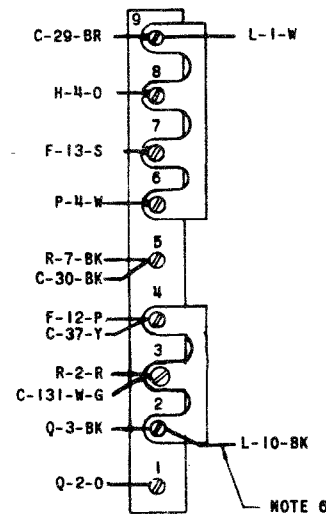 9
C-29-BR
L-1-W
8
H-4-O
7
F-13-S
6
P-4-W
5
R-7-BK
C-30-BK
4
F-12-P
C-37-Y
3
R-2-R
C-131-W-G
2
Q-3-BK
L-10-BK
1
Q-2-O
NOTE 6